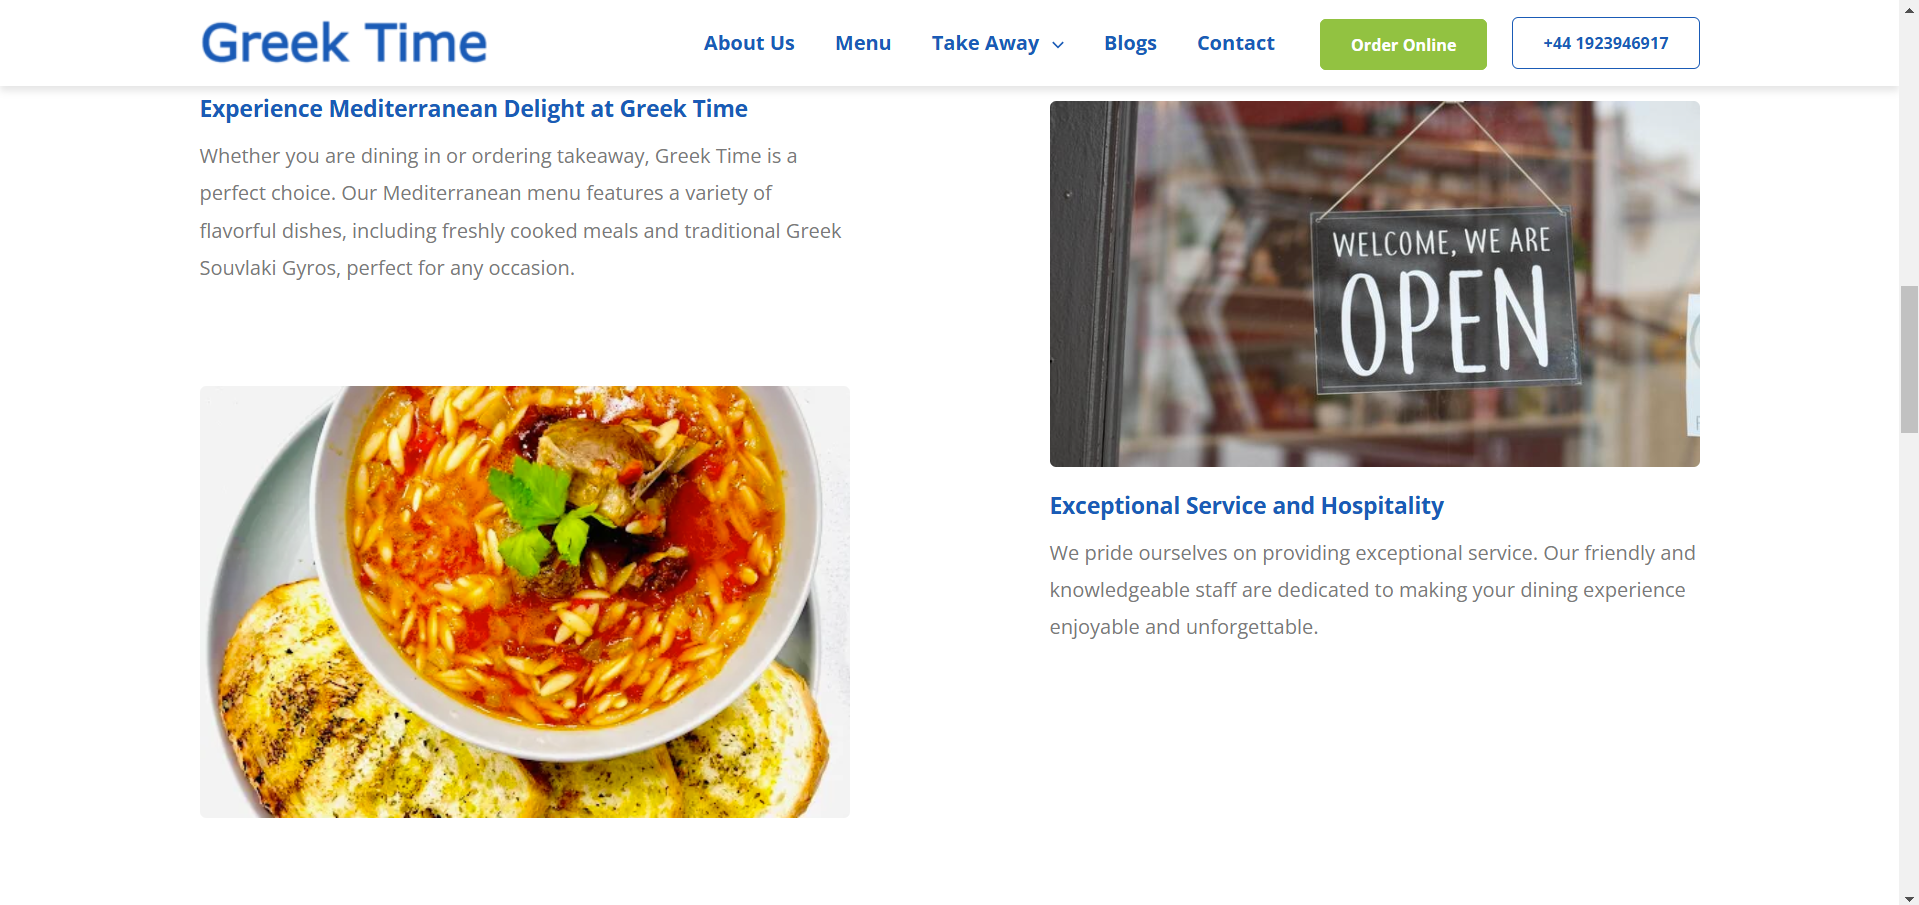 Greek Time
About Us
Menu
Take Away
Blogs
Contact
Order Online
+44 1923946917
Experience Mediterranean Delight at Greek Time
Whether you are dining in or ordering takeaway, Greek Time is a
perfect choice. Our Mediterranean menu features a variety of
flavorful dishes, including freshly cooked meals and traditional Greek
Souvlaki Gyros, perfect for any occasion.
WELCOME, WE ARE
OPEN
Exceptional Service and Hospitality
We pride ourselves on providing exceptional service. Our friendly and
knowledgeable staff are dedicated to making your dining experience
enjoyable and unforgettable.